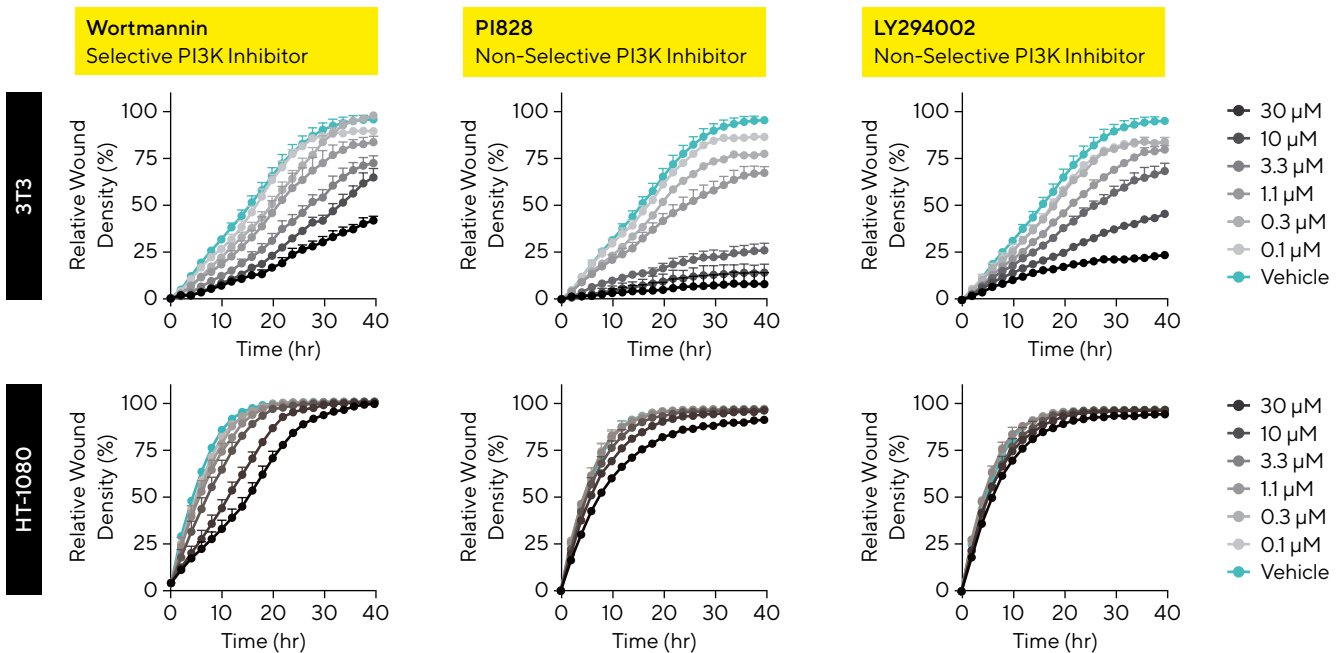 Wortmannin
Selective PI3K Inhibitor
PI828
Non-Selective PI3K Inhibitor
LY294002
Non-Selective PI3K Inhibitor
3T3
Relative Wound
Density (%)
100
75
50
25
0
0 10 20 30 40
Time (hr)
Relative Wound
Density (%)
100
75
50
25
0
0 10 20 30 40
Time (hr)
Relative Wound
Density (%)
100
75
50
25
0
0 10 20 30 40
Time (hr)
30 µM
10 µM
3.3 µM
1.1 µM
0.3 µM
0.1 µM
Vehicle
HT-1080
Relative Wound
Density (%)
100
75
50
25
0
0 10 20 30 40
Time (hr)
Relative Wound
Density (%)
100
75
50
25
0
0 10 20 30 40
Time (hr)
Relative Wound
Density (%)
100
75
50
25
0
0 10 20 30 40
Time (hr)
30 µM
10 µM
3.3 µM
1.1 µM
0.3 µM
0.1 µM
Vehicle